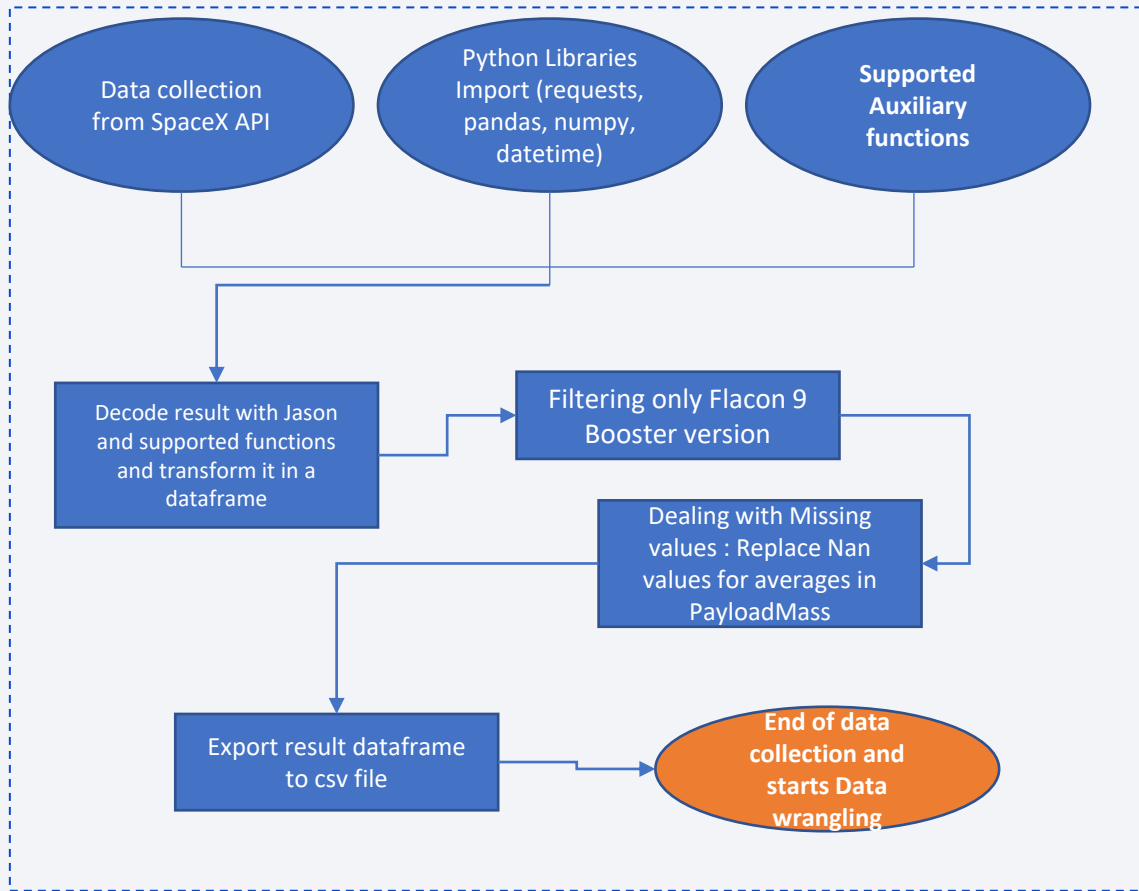 Data collection
from SpaceX API
Python Libraries
Import (requests,
pandas, numpy,
datetime)
Supported
Auxiliary
functions
Decode result with Jason
and supported functions
and transform it in a
dataframe
Filtering only Flacon 9
Booster version
Dealing with Missing
values : Replace Nan
values for averages in
PayloadMass
Export result dataframe
to csv file
End of data
collection and
starts Data
wrangling